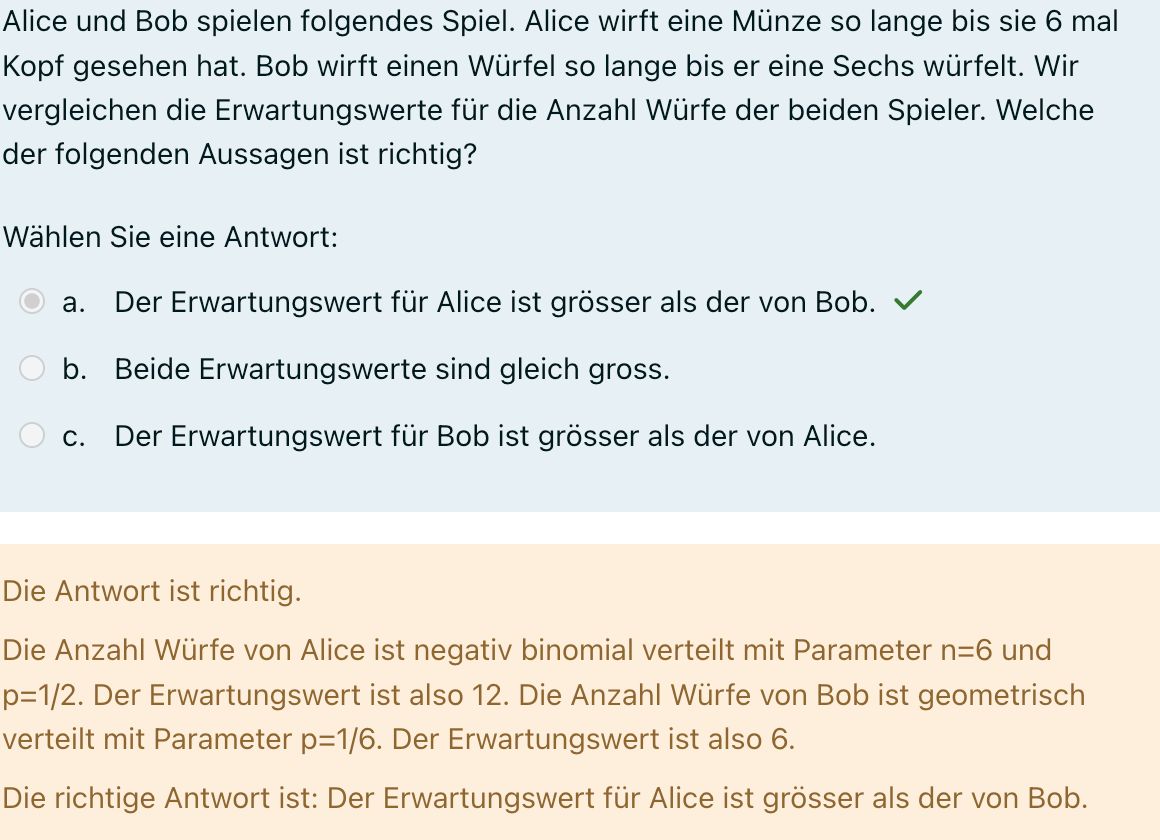 Alice und Bob spielen folgendes Spiel. Alice wirft eine Münze so lange bis sie 6 mal
Kopf gesehen hat. Bob wirft einen Würfel so lange bis er eine Sechs würfelt. Wir
vergleichen die Erwartungswerte für die Anzahl Würfe der beiden Spieler. Welche
der folgenden Aussagen ist richtig?
Wählen Sie eine Antwort:
a. Der Erwartungswert für Alice ist grösser als der von Bob.
b. Beide Erwartungswerte sind gleich gross.
c. Der Erwartungswert für Bob ist grösser als der von Alice.
Die Antwort ist richtig.
Die Anzahl Würfe von Alice ist negativ binomial verteilt mit Parameter n=6 und
p=1/2. Der Erwartungswert ist also 12. Die Anzahl Würfe von Bob ist geometrisch
verteilt mit Parameter p=1/6. Der Erwartungswert ist also 6.
Die richtige Antwort ist: Der Erwartungswert für Alice ist grösser als der von Bob.